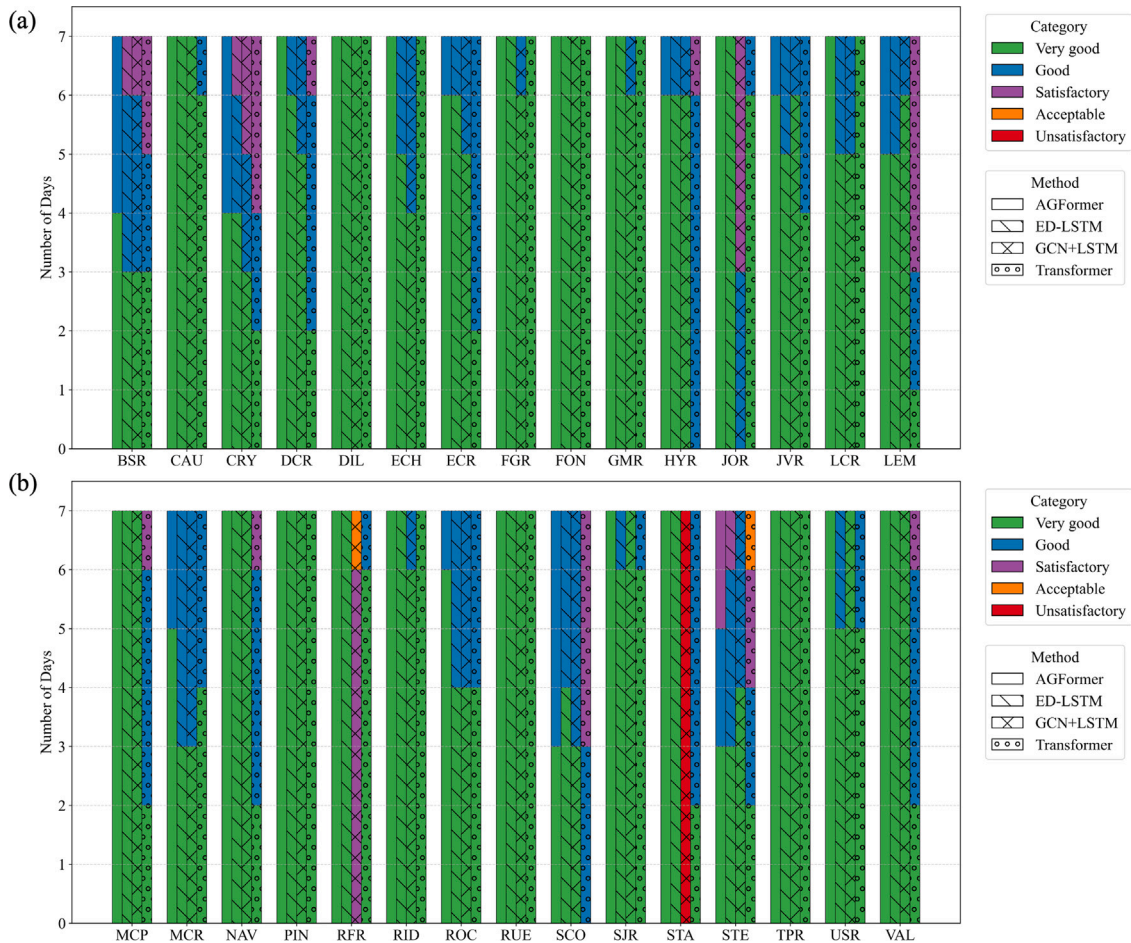 (a)
7
6
5
4
3
2
1
0
Number of Days
BSR CAU CRY DCR DIL ECH ECR FGR FON GMR HYR JOR JVR LCR LEM
Category
Very good
Good
Satisfactory
Acceptable
Unsatisfactory
Method
AGFormer
ED-LSTM
GCN+LSTM
Transformer
(b)
7
6
5
4
3
2
1
0
Number of Days
MCP MCR NAV PIN RFR RID ROC RUE SCO SJR STA STE TPR USR VAL
Category
Very good
Good
Satisfactory
Acceptable
Unsatisfactory
Method
AGFormer
ED-LSTM
GCN+LSTM
Transformer